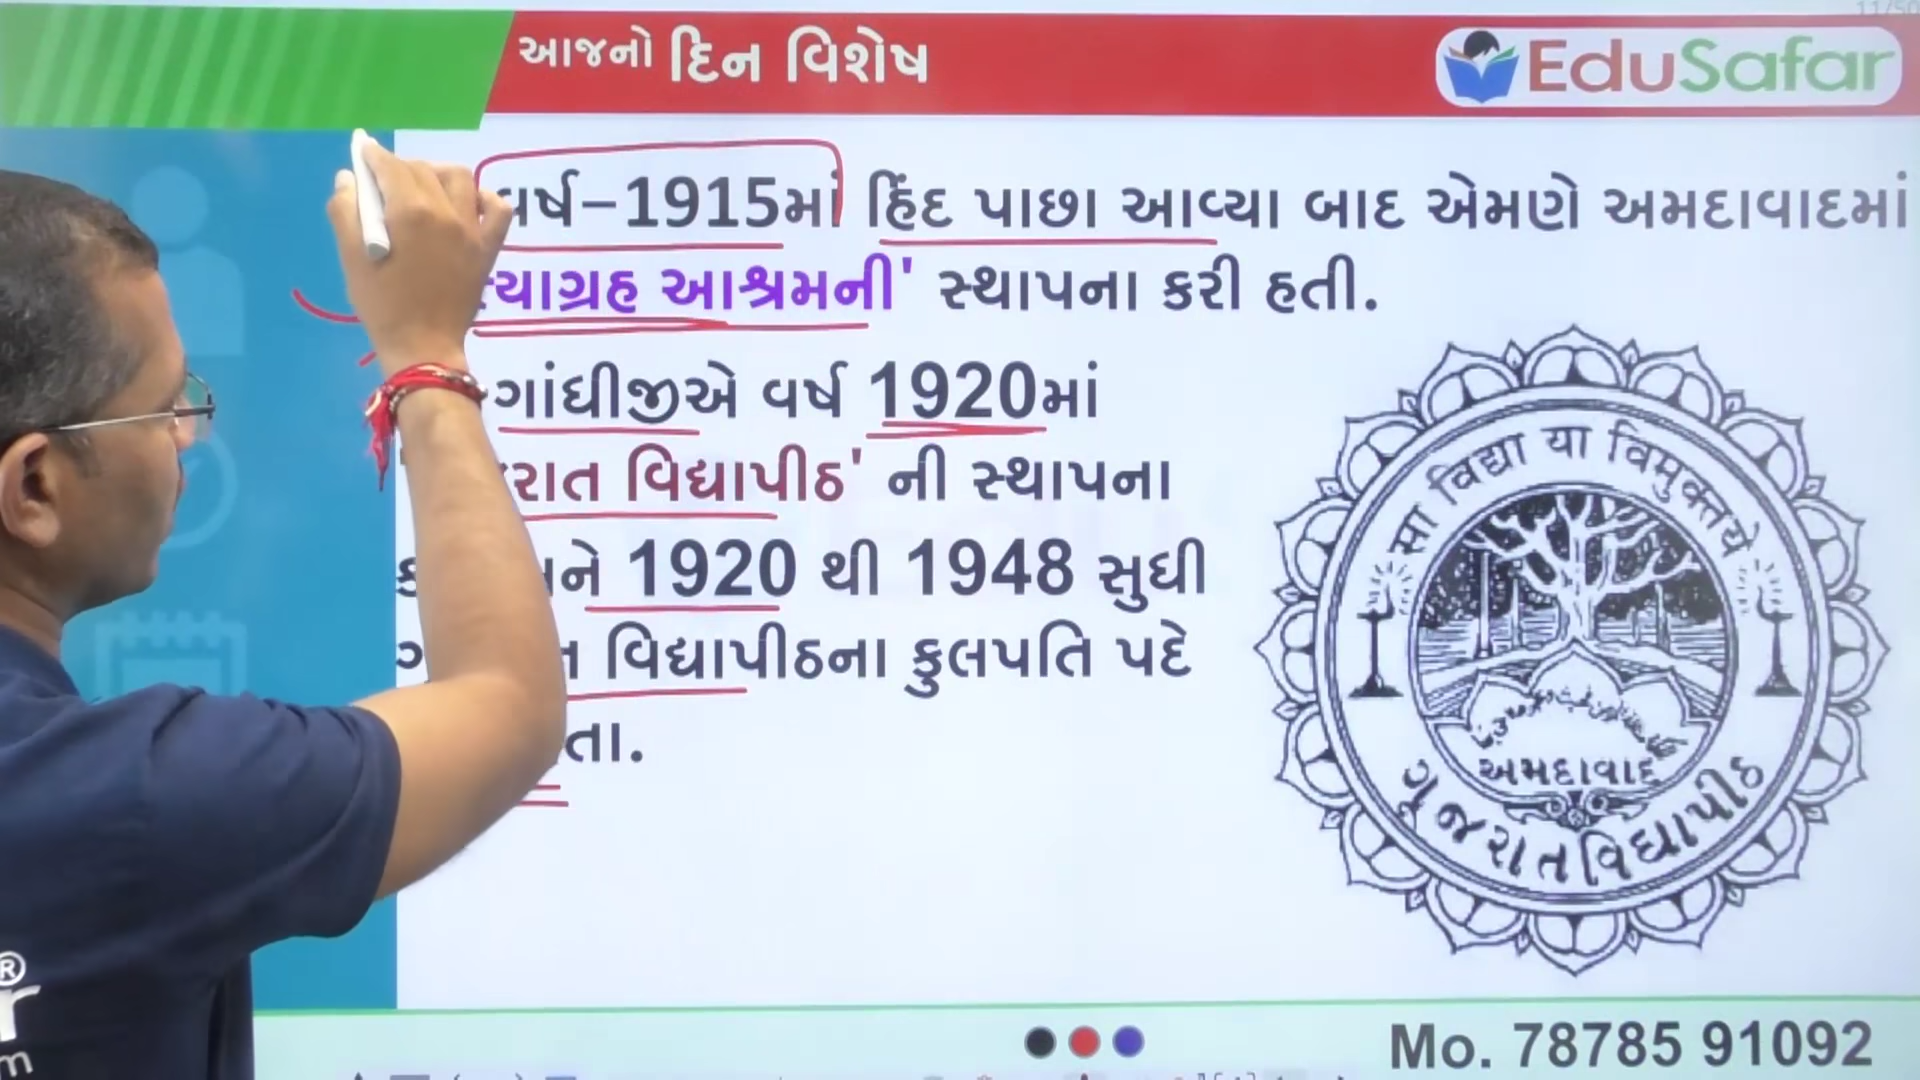 આજનો દિન વિશેષ
EduSafar
વર્ષ–1915માં હિંદ પાછા આવ્યા બાદ એમણે અમદાવાદમાં
આશ્રમની' સ્થાપના કરી હતી.
ગાંધીજીએ વર્ષ 1920માં
વિદ્યાપીઠ' ની સ્થાપના
1920 થી 1948 સુધી
વિદ્યાપીઠના કુલપતિ પદે
सा विद्या या विमुक्तये
અમદાવાદ
ગૂજરાત વિદ્યાપીઠ
Mo. 78785 91092